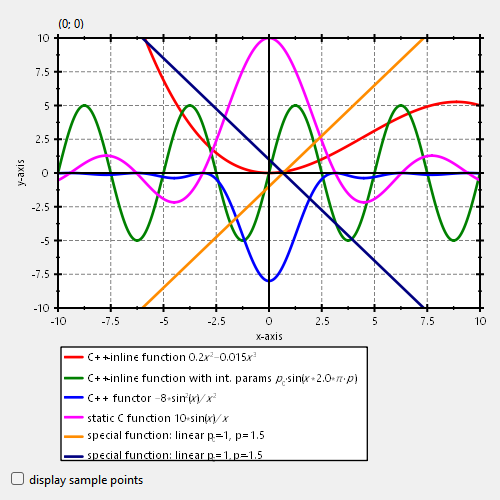 (0; 0)
10
7.5
5
2.5
0
-2.5
-5
-7.5
-10
y-axis
-10 -7.5 -5 -2.5 0 2.5 5 7.5 10
x-axis
C++-inline function 0.2x²-0.015x³
C++-inline function with int. params p₀·sin(x·2.0·π·p₁)
C++ functor -8·sin²(x)/x²
static C function 10·sin(x)/x
special function: linear p₀=1, p₁=1.5
special function: linear p₀=1, p₁=-1.5
display sample points